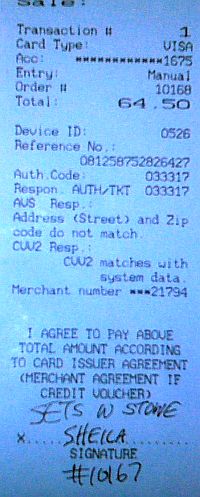 Sale:
Transaction # 1
Card Type: VISA
Acc: ************1675
Entry: Manual
Order # 10168
Total: 64.50
Device ID: 0526
Reference No.:
081258752826427
Auth.Code: 033317
Respon. AUTH/TKT 033317
AVS Resp.:
Address (Street) and Zip
code do not match.
CVV2 Resp.:
CVV2 matches with
system data.
Merchant number ***21794
I AGREE TO PAY ABOVE
TOTAL AMOUNT ACCORDING
TO CARD ISSUER AGREEMENT
(MERCHANT AGREEMENT IF
CREDIT VOUCHER)
SETS N STONE
X.....SHEILA.....
SIGNATURE
#10167